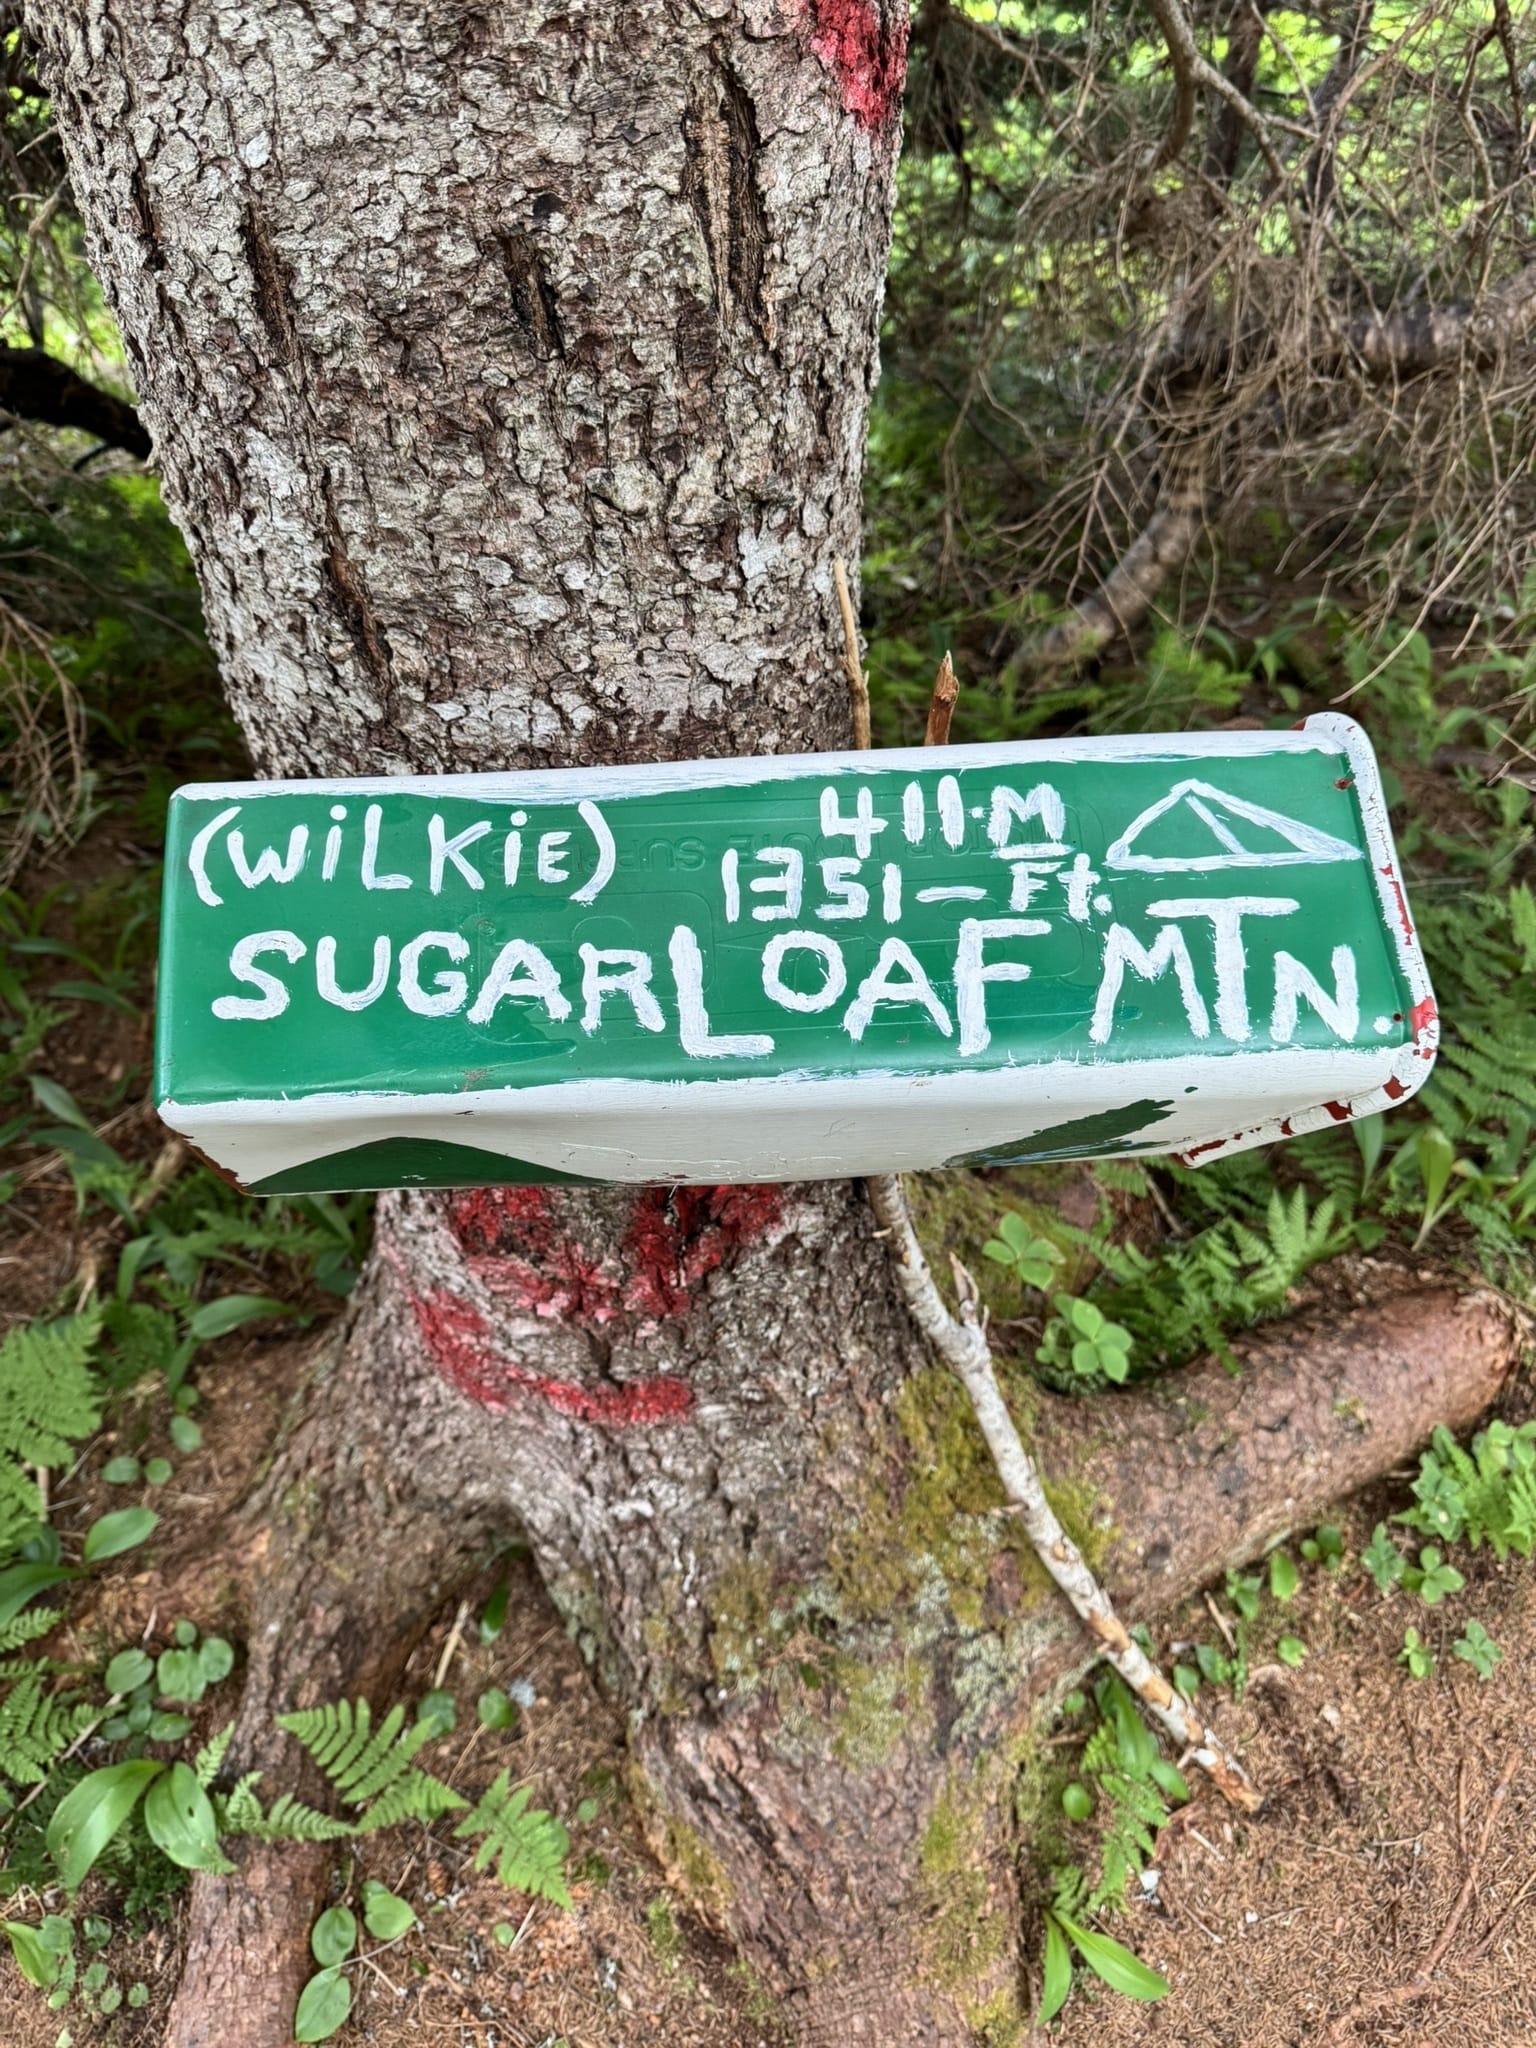 (WiLKiE)
411.M
1351-Ft.
SUGARLOAF MTN.